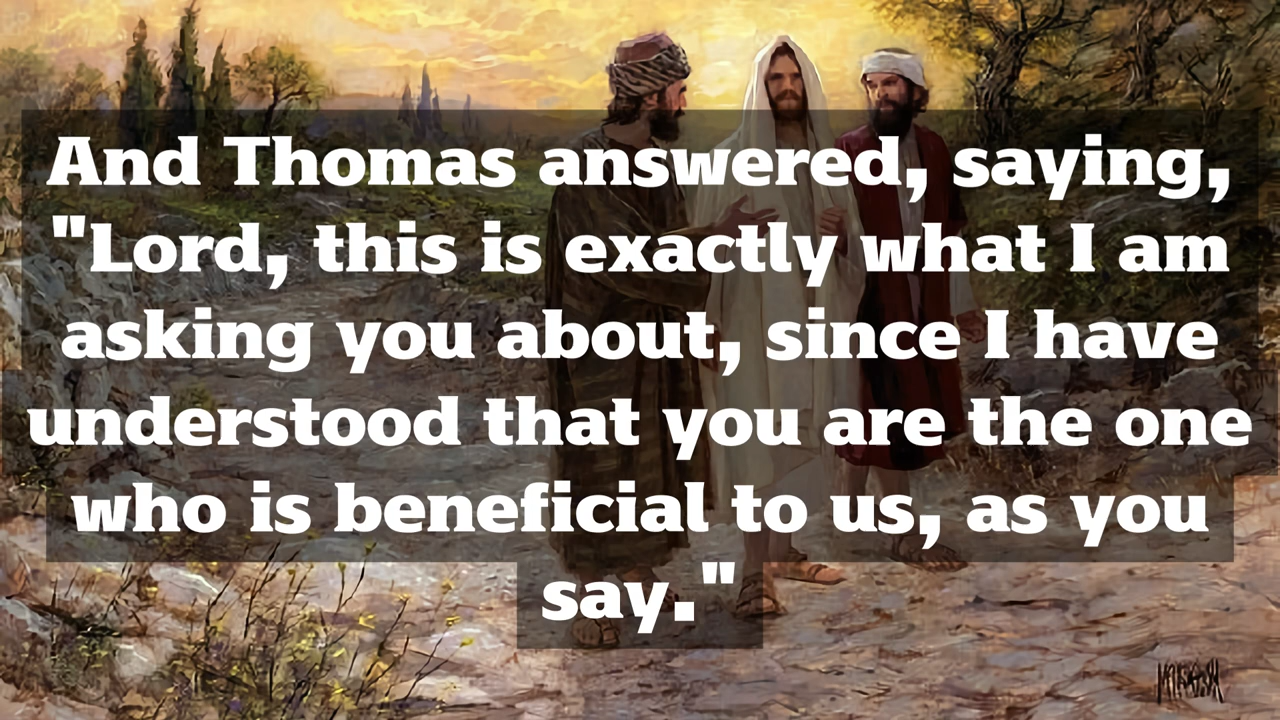 And Thomas answered, saying,
"Lord, this is exactly what I am
asking you about, since I have
understood that you are the one
who is beneficial to us, as you
say."